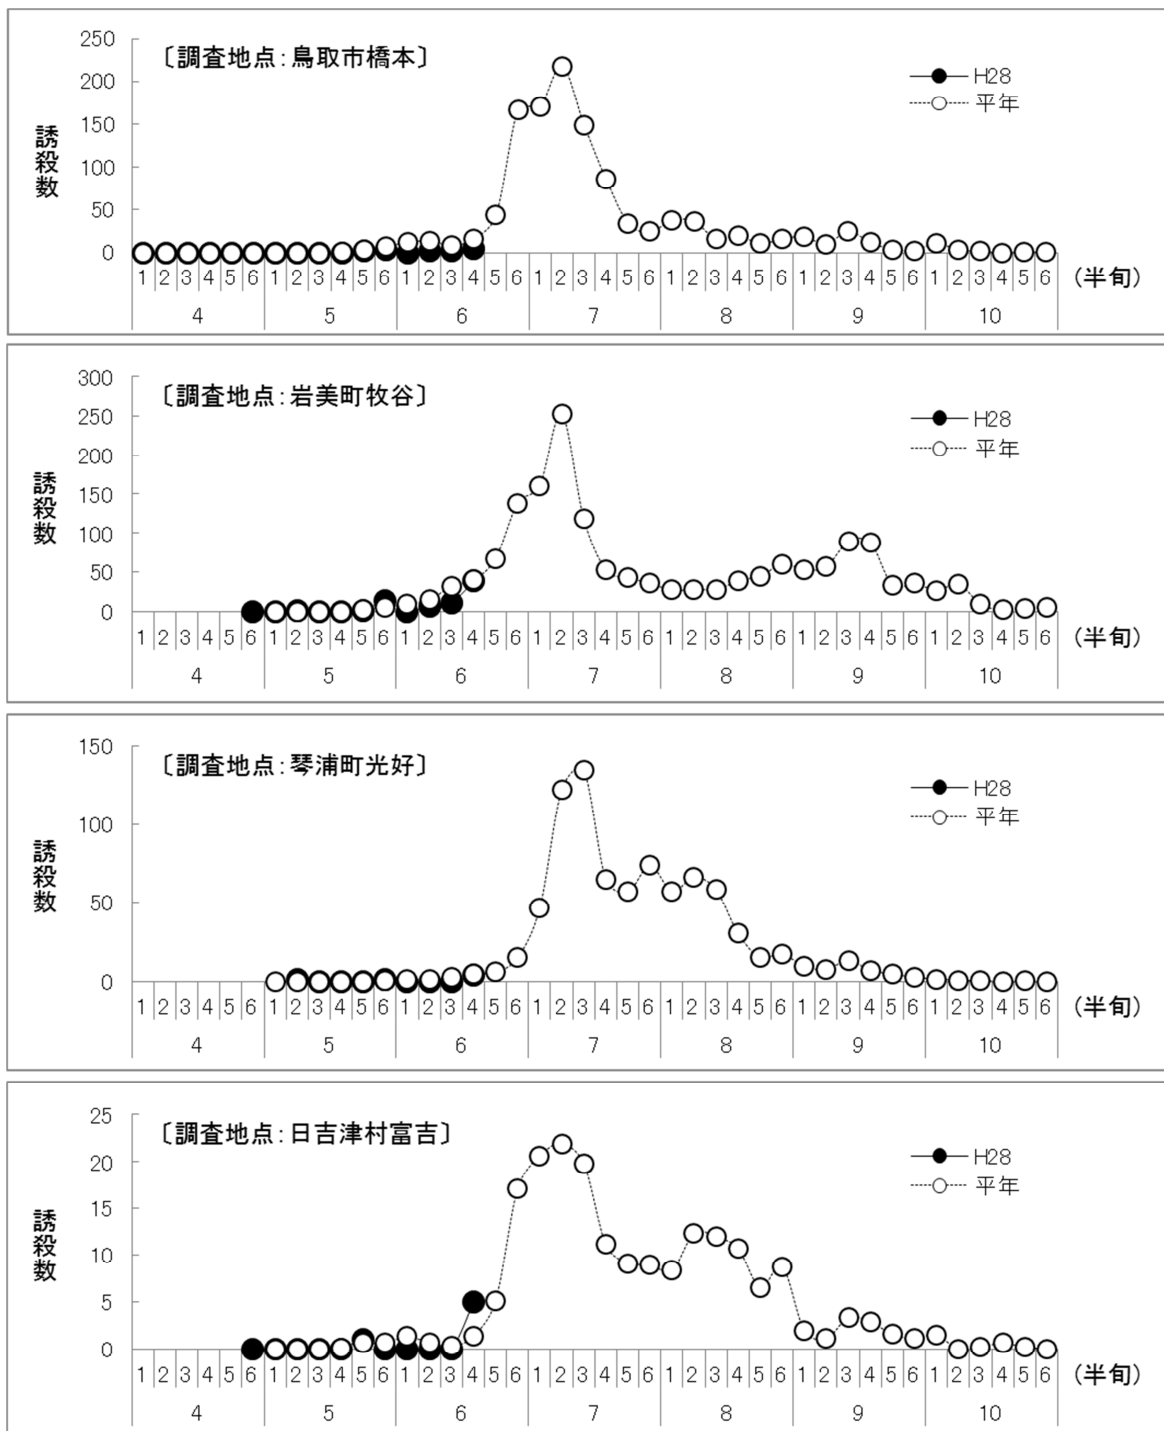 〔調査地点:鳥取市橋本〕
H28
平年
誘殺数
250
200
150
100
50
0
1 2 3 4 5 6 1 2 3 4 5 6 1 2 3 4 5 6 1 2 3 4 5 6 1 2 3 4 5 6 1 2 3 4 5 6 1 2 3 4 5 6 (半旬)
4 5 6 7 8 9 10
〔調査地点:岩美町牧谷〕
H28
平年
誘殺数
300
250
200
150
100
50
0
1 2 3 4 5 6 1 2 3 4 5 6 1 2 3 4 5 6 1 2 3 4 5 6 1 2 3 4 5 6 1 2 3 4 5 6 1 2 3 4 5 6 (半旬)
4 5 6 7 8 9 10
〔調査地点:琴浦町光好〕
H28
平年
誘殺数
150
100
50
0
1 2 3 4 5 6 1 2 3 4 5 6 1 2 3 4 5 6 1 2 3 4 5 6 1 2 3 4 5 6 1 2 3 4 5 6 1 2 3 4 5 6 (半旬)
4 5 6 7 8 9 10
〔調査地点:日吉津村富吉〕
H28
平年
誘殺数
25
20
15
10
5
0
1 2 3 4 5 6 1 2 3 4 5 6 1 2 3 4 5 6 1 2 3 4 5 6 1 2 3 4 5 6 1 2 3 4 5 6 1 2 3 4 5 6 (半旬)
4 5 6 7 8 9 10